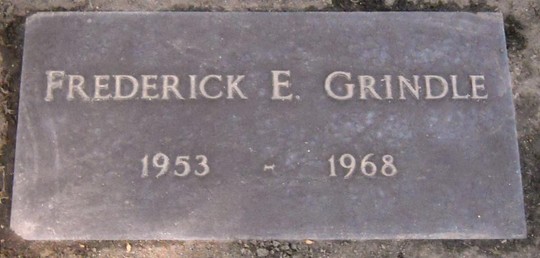 FREDERICK E. GRINDLE
1953 - 1968